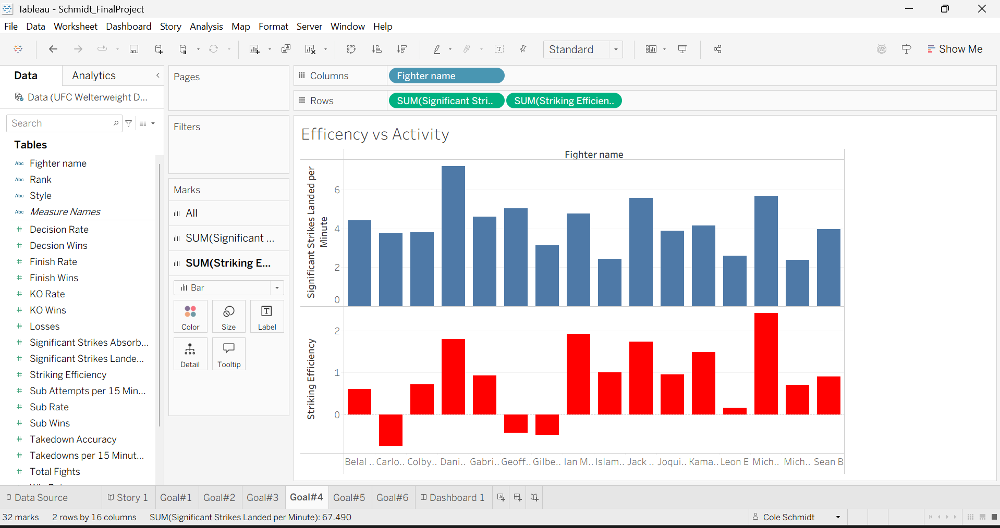 Tableau - Schmidt_FinalProject
File Data Worksheet Dashboard Story Analysis Map Format Server Window Help
Standard
Show Me
Data
Analytics
Data (UFC Welterweight D...
Search
Tables
Abc Fighter name
Abc Rank
Abc Style
Abc Measure Names
# Decision Rate
# Decsion Wins
# Finish Rate
# Finish Wins
# KO Rate
# KO Wins
# Losses
# Significant Strikes Absorb...
# Significant Strikes Lande...
# Striking Efficiency
# Sub Attempts per 15 Min...
# Sub Rate
# Sub Wins
# Takedown Accuracy
# Takedowns per 15 Minut...
# Total Fights
Pages
Filters
Marks
All
SUM(Significant ...
SUM(Striking E...
Bar
Color
Size
Label
Detail
Tooltip
Columns
Fighter name
Rows
SUM(Significant Stri..
SUM(Striking Efficien..
Efficency vs Activity
Fighter name
Significant Strikes Landed per
Minute
6
4
2
0
Striking Efficiency
2
1
0
Belal .. Carlo.. Colby.. Dani.. Gabri.. Geoff.. Gilbe.. Ian M.. Islam.. Jack .. Joqui.. Kama.. Leon E Mich.. Mich.. Sean B
Data Source
Story 1
Goal#1
Goal#2
Goal#3
Goal#4
Goal#5
Goal#6
Dashboard 1
32 marks
2 rows by 16 columns
SUM(Significant Strikes Landed per Minute): 67.490
Cole Schmidt